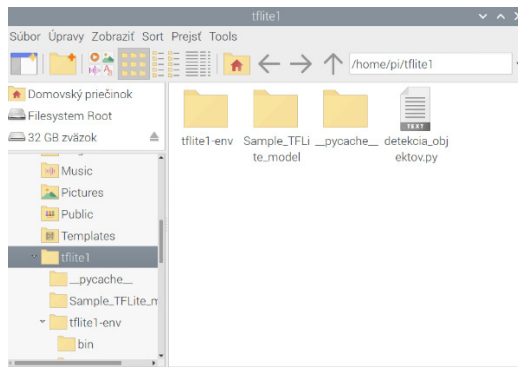 tflite1
Súbor Úpravy Zobraziť Sort Prejsť Tools
/home/pi/tflite1
Domovský priečinok
Filesystem Root
32 GB zväzok
Music
Pictures
Public
Templates
tflite1
__pycache__
Sample_TFLite_m
tflite1-env
bin
tflite1-env
Sample_TFLi
te_model
__pycache__
detekcia_obj
ektov.py
TEXT